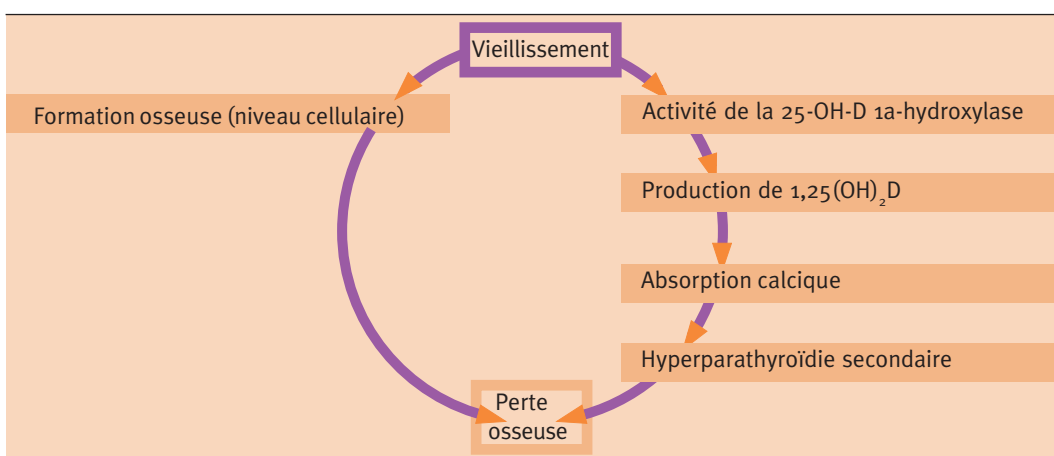 Vieillissement
Formation osseuse (niveau cellulaire)
Activité de la 25-OH-D 1a-hydroxylase
Production de 1,25(OH)₂D
Absorption calcique
Hyperparathyroïdie secondaire
Perte
osseuse